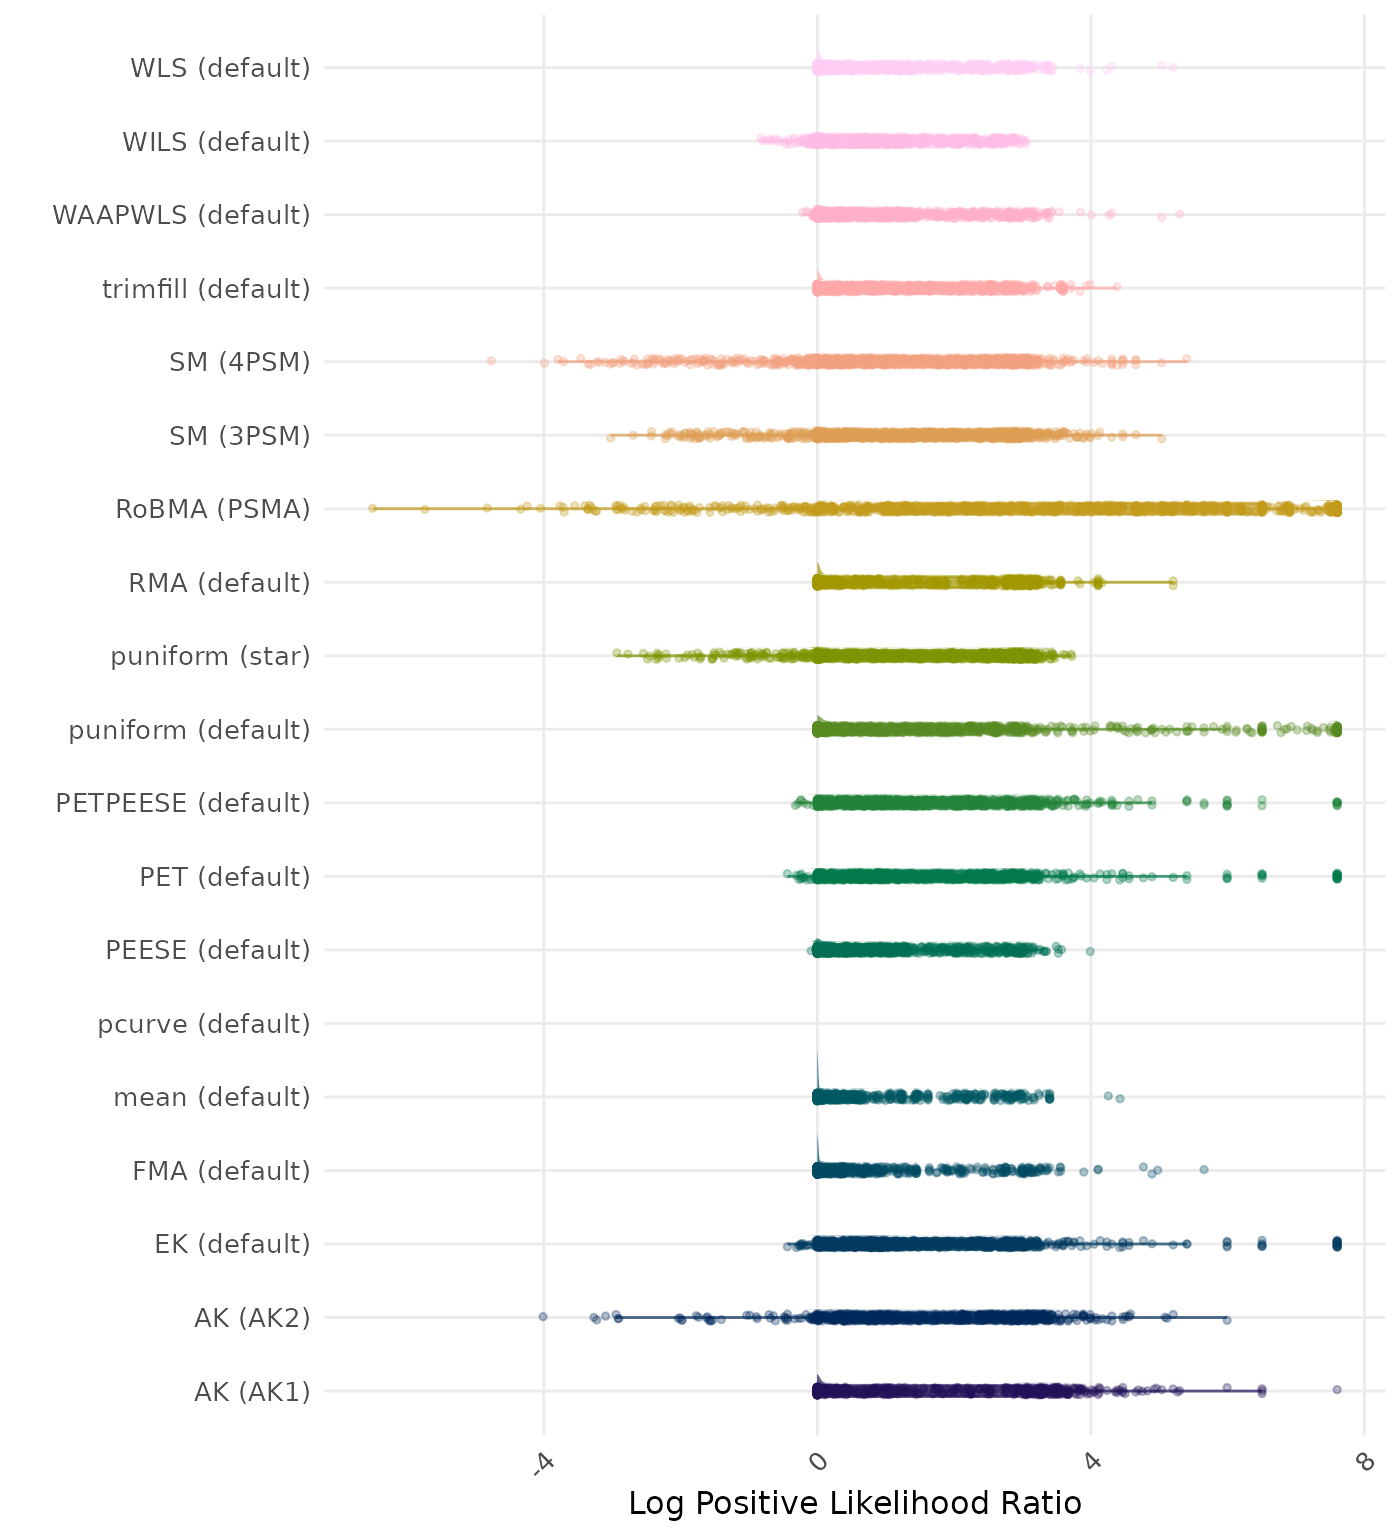 WLS (default)
WILS (default)
WAAPWLS (default)
trimfill (default)
SM (4PSM)
SM (3PSM)
RoBMA (PSMA)
RMA (default)
puniform (star)
puniform (default)
PETPEESE (default)
PET (default)
PEESE (default)
pcurve (default)
mean (default)
FMA (default)
EK (default)
AK (AK2)
AK (AK1)
-4 0 4 8
Log Positive Likelihood Ratio